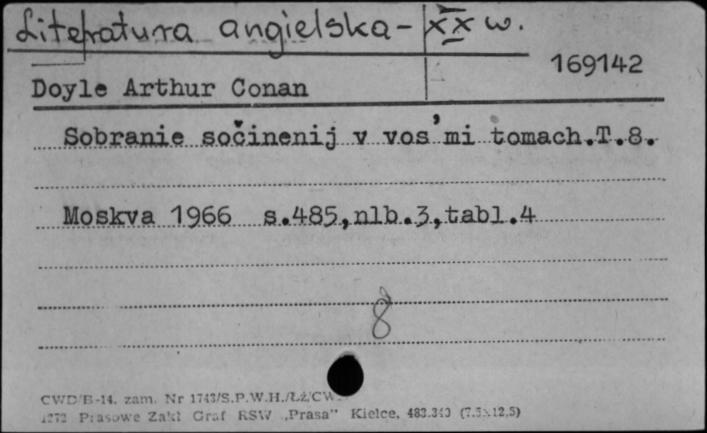 Literatura angielska - XX w.
169142
Doyle Arthur Conan
Sobranie sočinenij v vos'mi tomach.T.8.
Moskva 1966 s.485,nlb.3,tabl.4
8
CWD/B-14. zam. Nr 1743/S.P.W.H./ŁŻ/CW
1272 Prasowe Zakł Graf RSW „Prasa” Kielce, 483.340 (7.5x12,5)